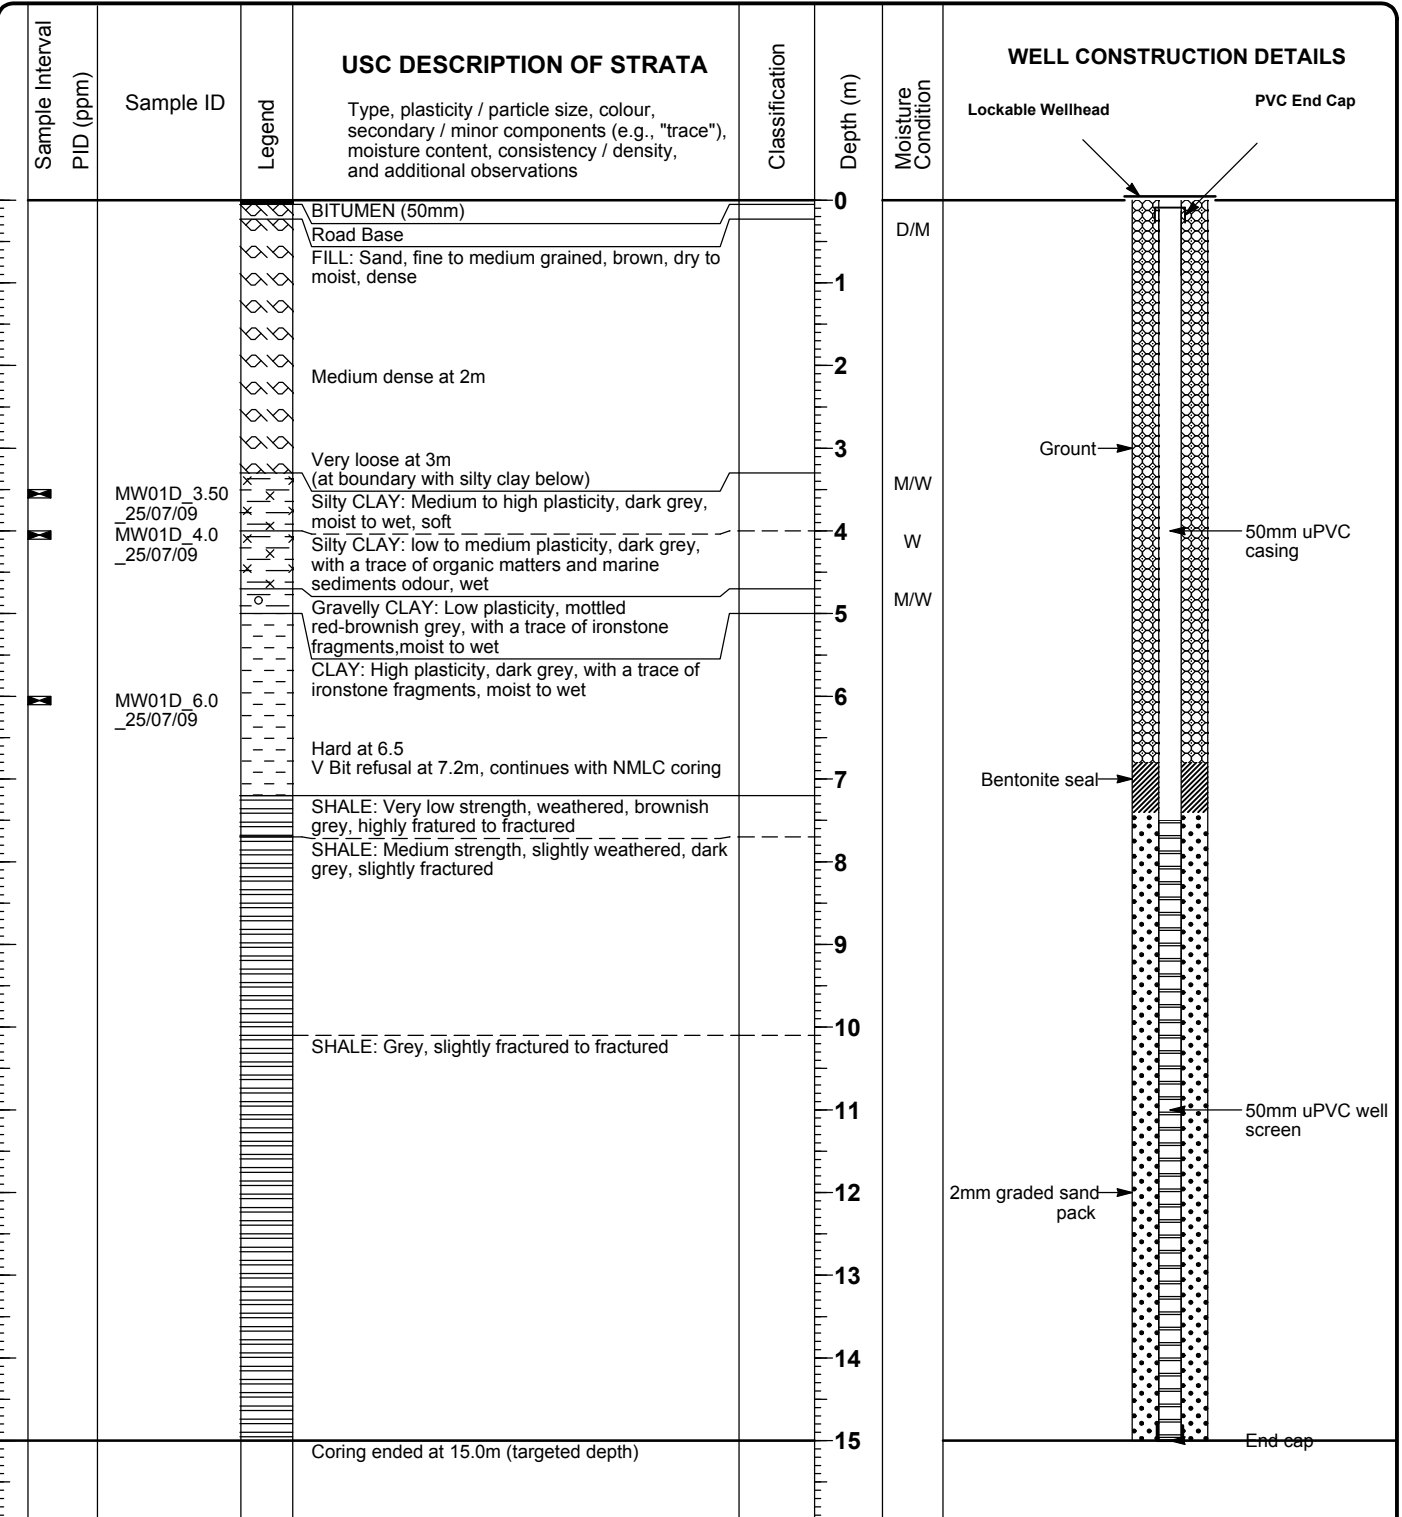 Sample Interval
PID (ppm)
Sample ID
Legend
USC DESCRIPTION OF STRATA
Type, plasticity / particle size, colour,
secondary / minor components (e.g., "trace"),
moisture content, consistency / density,
and additional observations
Classification
Depth (m)
Moisture
Condition
WELL CONSTRUCTION DETAILS
Lockable Wellhead
PVC End Cap
0
BITUMEN (50mm)
Road Base
D/M
FILL: Sand, fine to medium grained, brown, dry to
moist, dense
1
2
Medium dense at 2m
3
Grount
Very loose at 3m
(at boundary with silty clay below)
MW01D_3.50
_25/07/09
M/W
Silty CLAY: Medium to high plasticity, dark grey,
moist to wet, soft
MW01D_4.0
_25/07/09
4
50mm uPVC
casing
Silty CLAY: low to medium plasticity, dark grey,
with a trace of organic matters and marine
sediments odour, wet
W
M/W
Gravelly CLAY: Low plasticity, mottled
red-brownish grey, with a trace of ironstone
fragments,moist to wet
5
CLAY: High plasticity, dark grey, with a trace of
ironstone fragments, moist to wet
MW01D_6.0
_25/07/09
6
Hard at 6.5
V Bit refusal at 7.2m, continues with NMLC coring
7
Bentonite seal
SHALE: Very low strength, weathered, brownish
grey, highly fratured to fractured
SHALE: Medium strength, slightly weathered, dark
grey, slightly fractured
8
9
10
SHALE: Grey, slightly fractured to fractured
11
50mm uPVC well
screen
12
2mm graded sand
pack
13
14
15
End cap
Coring ended at 15.0m (targeted depth)